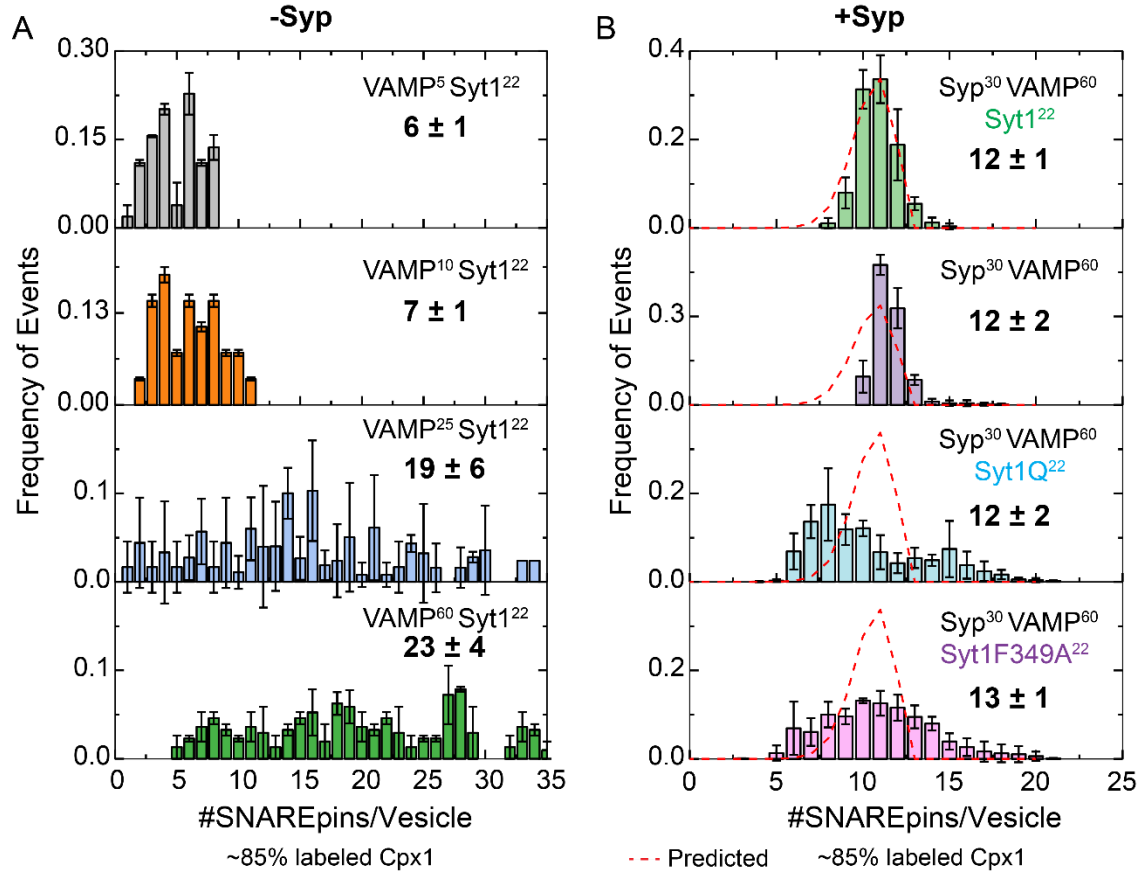 A
-Syp
0.30
0.15
0.00
VAMP⁵ Syt1²²
6 ± 1
0.13
0.00
VAMP¹⁰ Syt1²²
7 ± 1
0.1
0.0
VAMP²⁵ Syt1²²
19 ± 6
0.1
0.0
VAMP⁶⁰ Syt1²²
23 ± 4
Frequency of Events
0 5 10 15 20 25 30 35
#SNAREpins/Vesicle
~85% labeled Cpx1
B
+Syp
0.4
0.2
0.0
Syp³⁰ VAMP⁶⁰
Syt1²²
12 ± 1
0.3
0.0
Syp³⁰ VAMP⁶⁰
12 ± 2
0.2
0.0
Syp³⁰ VAMP⁶⁰
Syt1Q²²
12 ± 2
0.2
0.0
Syp³⁰ VAMP⁶⁰
Syt1F349A²²
13 ± 1
Frequency of Events
0 5 10 15 20 25
#SNAREpins/Vesicle
Predicted ~85% labeled Cpx1